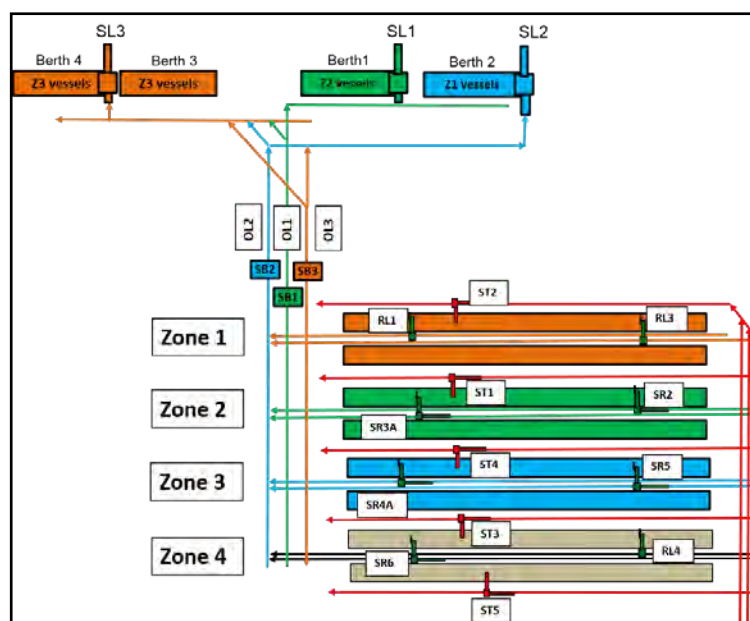 SL3
SL1
SL2
Berth 4
Berth 3
Berth1
Berth 2
Z3 vessels
Z3 vessels
Z2 vessels
Z1 vessels
OL2
OL1
OL3
SB2
SB1
SB3
ST2
RL1
RL3
Zone 1
ST1
SR2
Zone 2
SR3A
ST4
SR5
Zone 3
SR4A
ST3
Zone 4
SR6
RL4
ST5